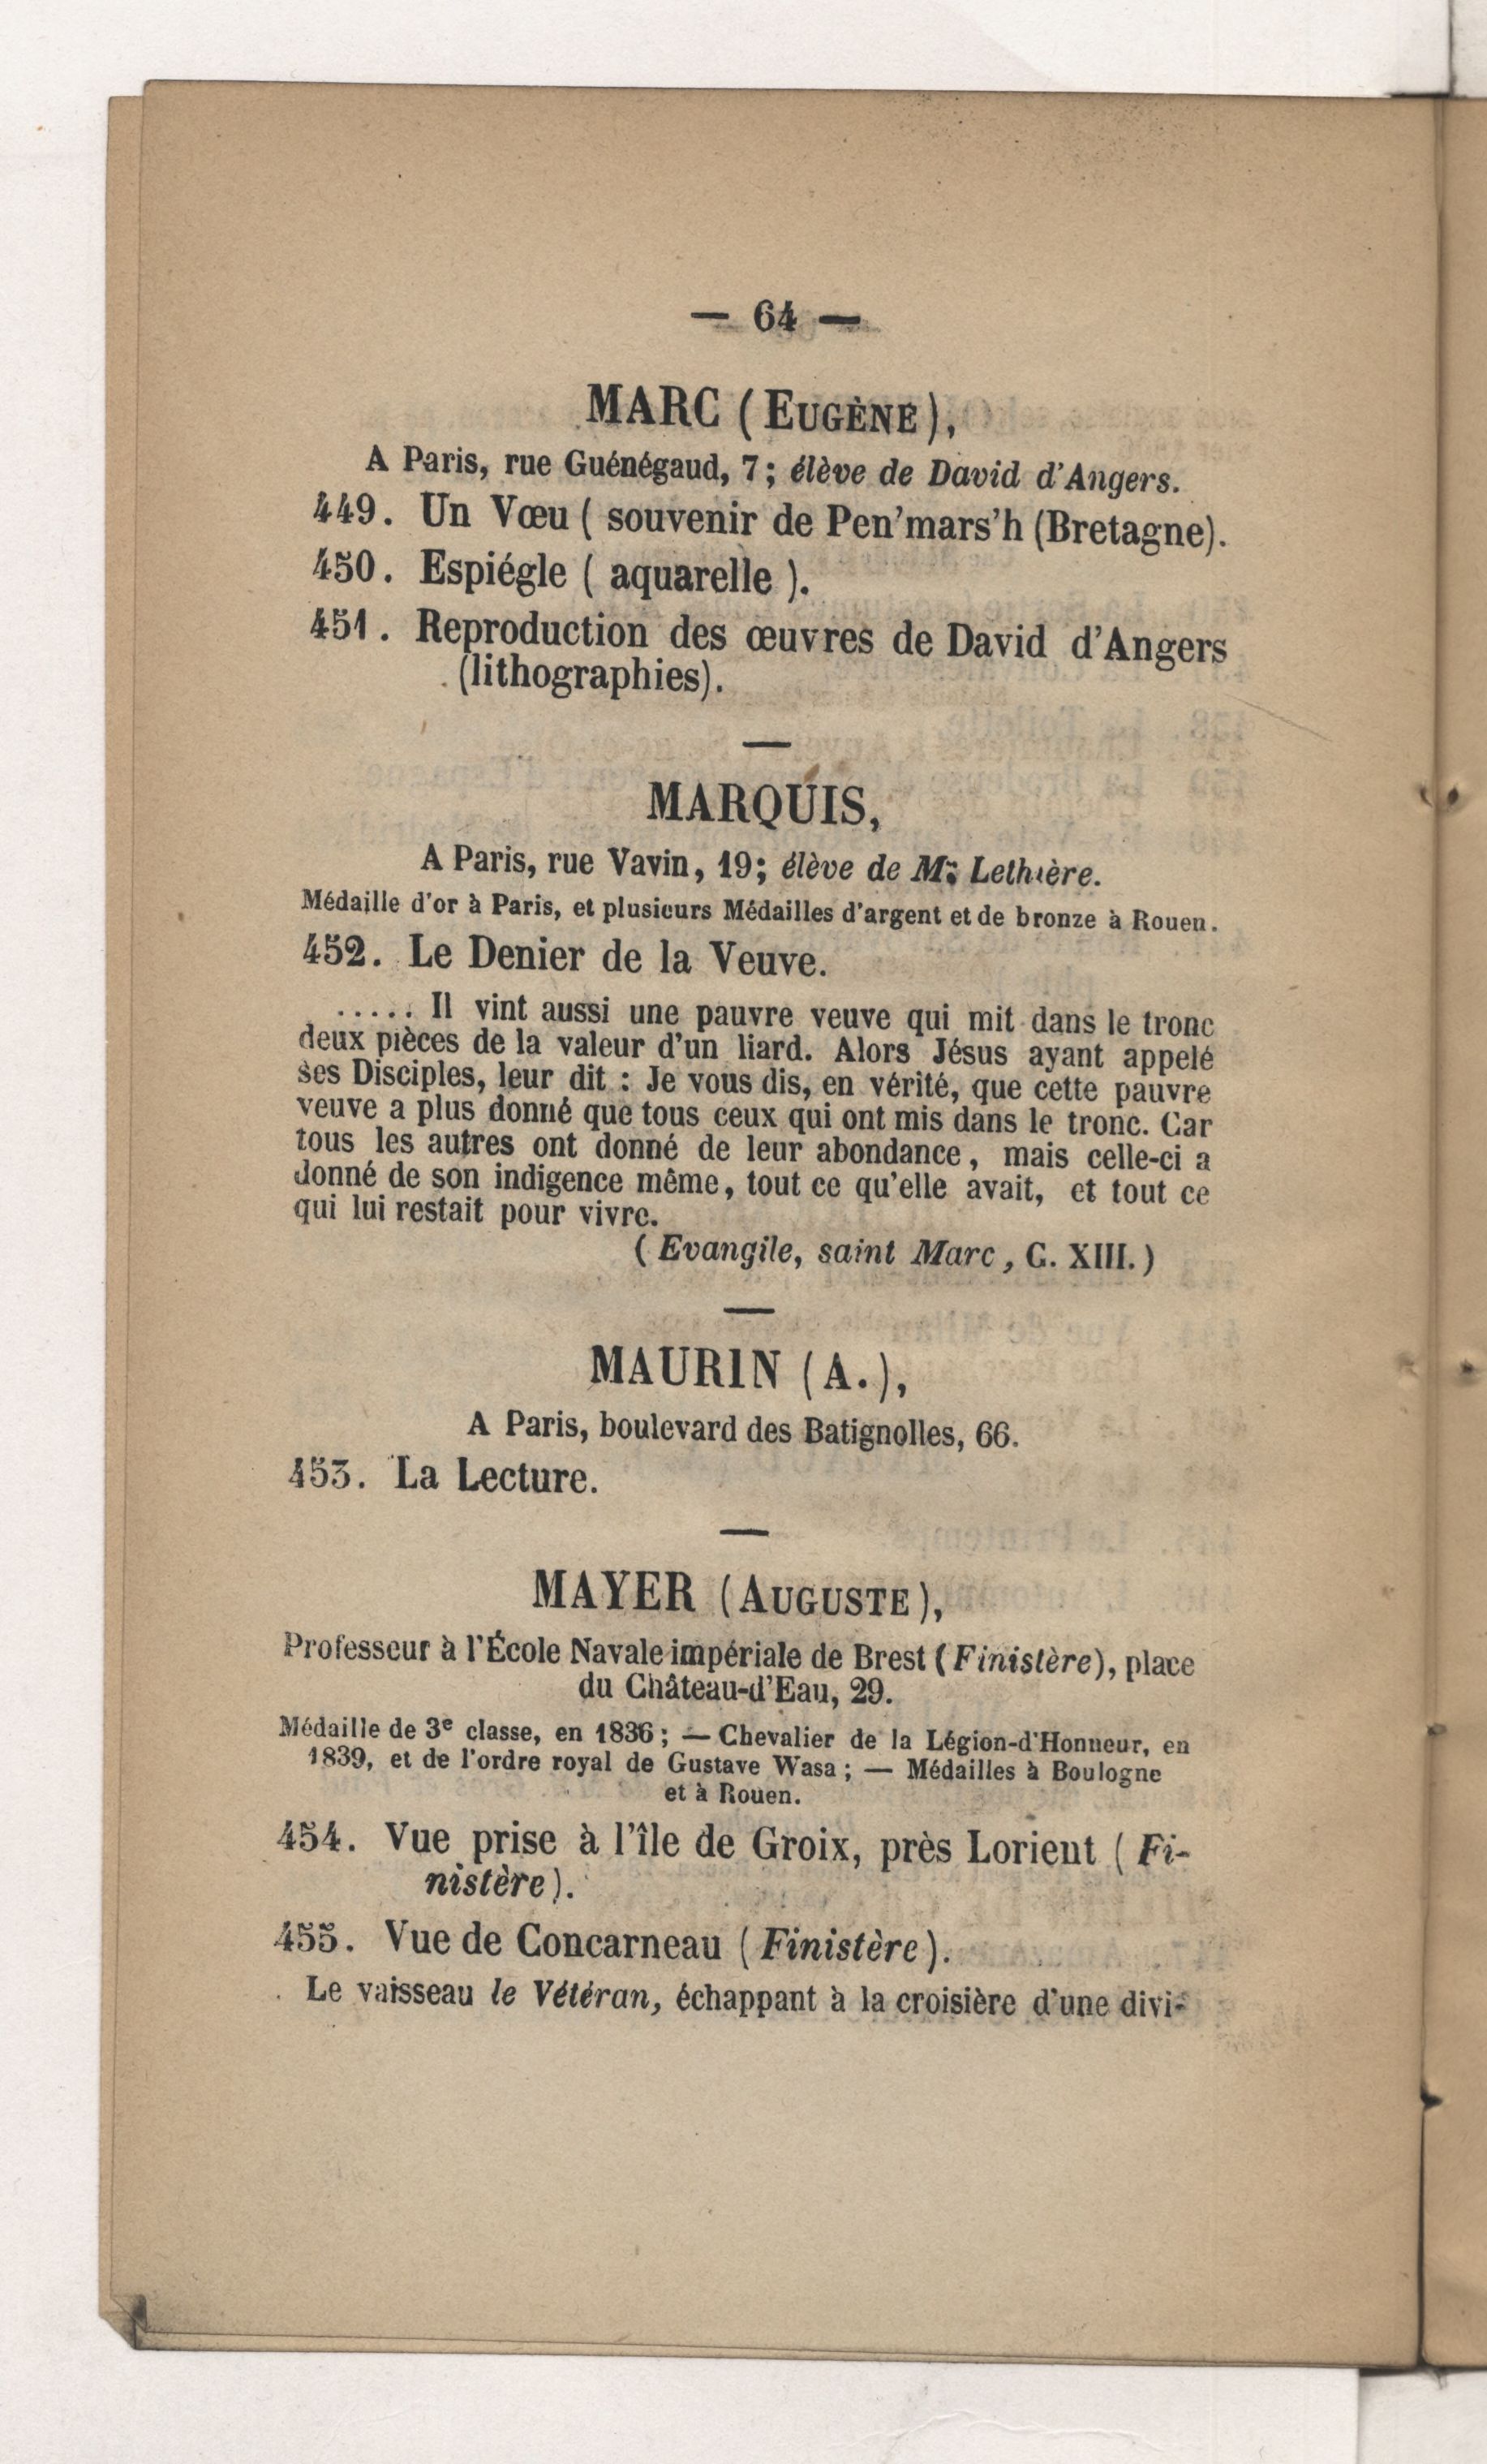 — 64 —
MARC (EUGÈNE),
A Paris, rue Guénégaud, 7; élève de David d'Angers.
449. Un Vœu ( souvenir de Pen'mars'h (Bretagne).
450. Espiégle ( aquarelle ).
451. Reproduction des œuvres de David d'Angers
(lithographies).
—
MARQUIS,
A Paris, rue Vavin, 19; élève de Mr. Lethière.
Médaille d'or à Paris, et plusieurs Médailles d'argent et de bronze à Rouen.
452. Le Denier de la Veuve.
..... Il vint aussi une pauvre veuve qui mit dans le tronc
deux pièces de la valeur d'un liard. Alors Jésus ayant appelé
ses Disciples, leur dit : Je vous dis, en vérité, que cette pauvre
veuve a plus donné que tous ceux qui ont mis dans le tronc. Car
tous les autres ont donné de leur abondance, mais celle-ci a
donné de son indigence même, tout ce qu'elle avait, et tout ce
qui lui restait pour vivre.
( Evangile, saint Marc, C. XIII. )
—
MAURIN (A.),
A Paris, boulevard des Batignolles, 66.
453. La Lecture.
—
MAYER (AUGUSTE),
Professeur à l'École Navale impériale de Brest (Finistère), place
du Château-d'Eau, 29.
Médaille de 3e classe, en 1836; — Chevalier de la Légion-d'Honneur, en
1839, et de l'ordre royal de Gustave Wasa; — Médailles à Boulogne
et à Rouen.
454. Vue prise à l'île de Groix, près Lorient ( Fi-
nistère).
455. Vue de Concarneau ( Finistère ).
Le vaisseau le Vétéran, échappant à la croisière d'une divi-